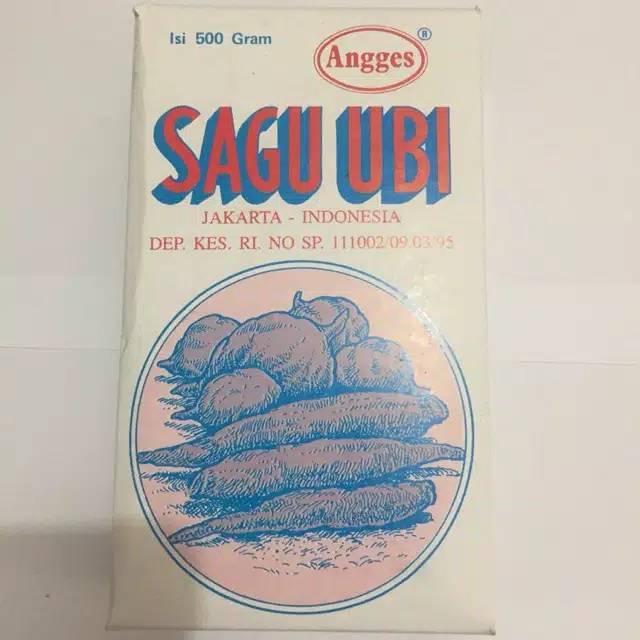 Isi 500 Gram
Angges ®
SAGU UBI
JAKARTA - INDONESIA
DEP. KES. RI. NO SP. 111002/09.03/95